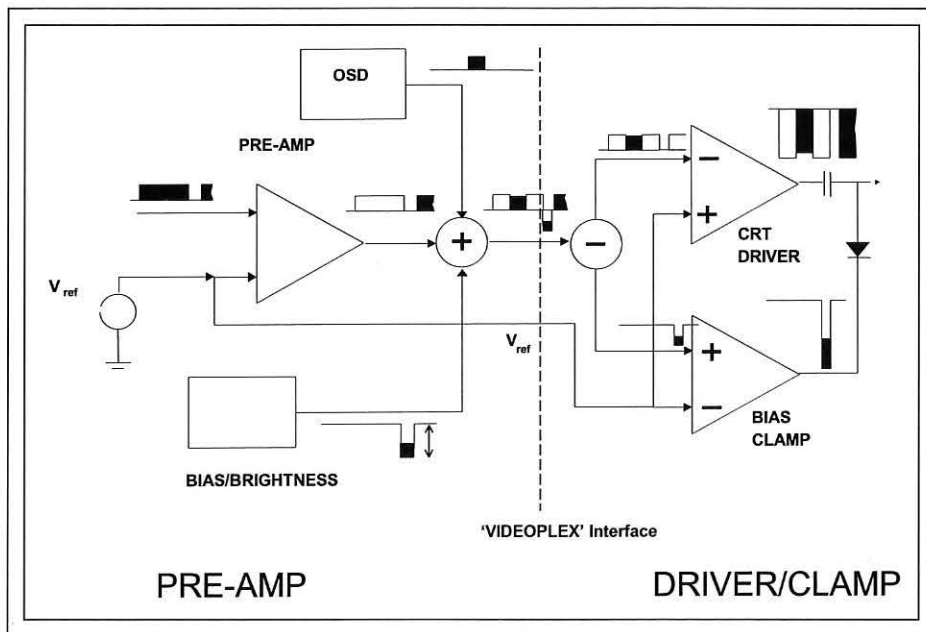 OSD
PRE-AMP
+
−
−
+
CRT
DRIVER
V ref
V ref
+
−
BIAS
CLAMP
BIAS/BRIGHTNESS
'VIDEOPLEX' Interface
PRE-AMP
DRIVER/CLAMP